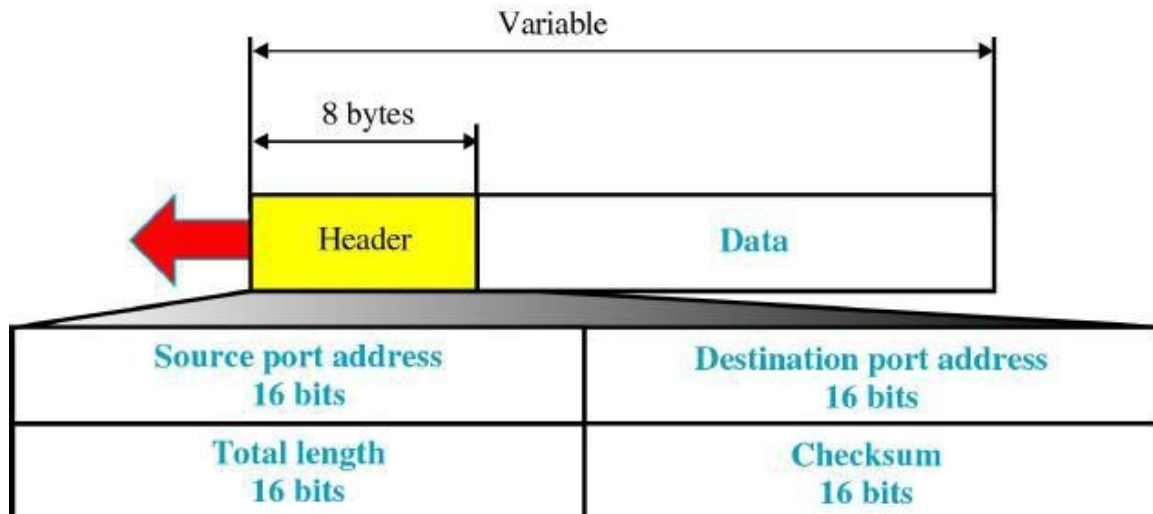 Variable
8 bytes
Header
Data
Source port address
16 bits
Destination port address
16 bits
Total length
16 bits
Checksum
16 bits